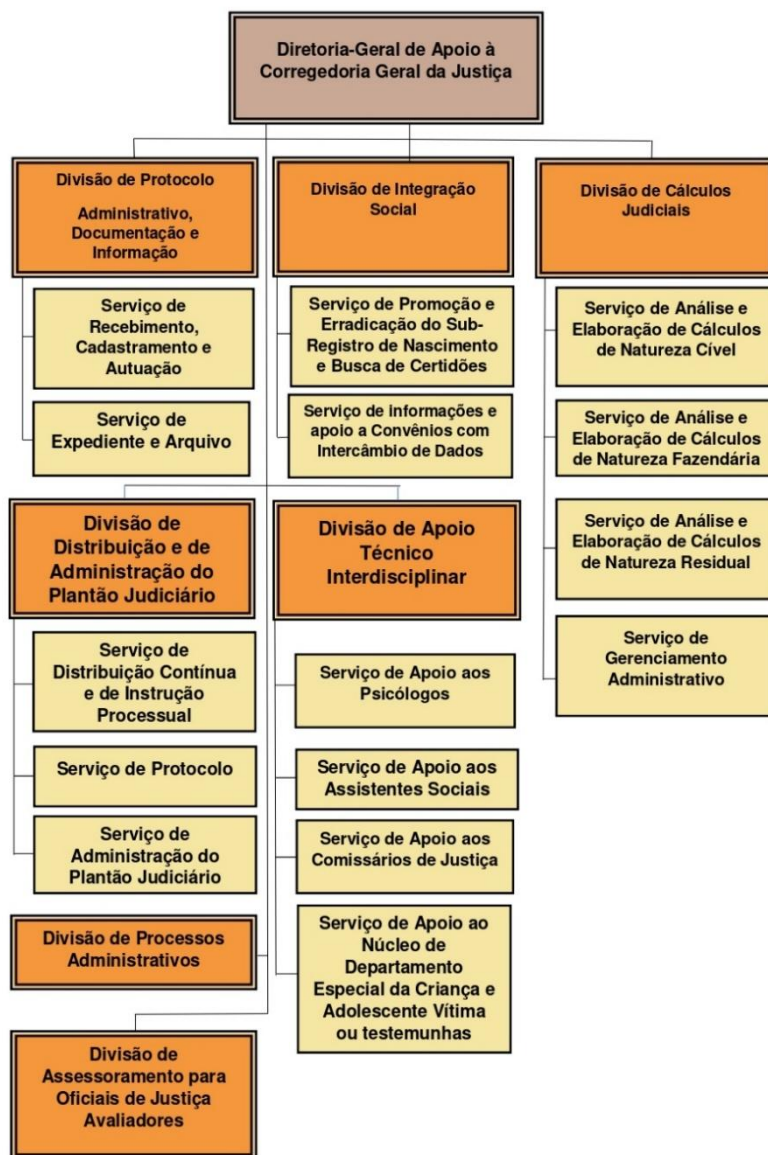 Diretoria-Geral de Apoio à
Corregedoria Geral da Justiça
Divisão de Protocolo
Administrativo,
Documentação e
Informação
Serviço de
Recebimento,
Cadastramento e
Autuação
Serviço de
Expediente e Arquivo
Divisão de Integração
Social
Serviço de Promoção e
Erradicação do Sub-
Registro de Nascimento
e Busca de Certidões
Serviço de informações e
apoio a Convênios com
Intercâmbio de Dados
Divisão de Cálculos
Judiciais
Serviço de Análise e
Elaboração de Cálculos
de Natureza Cível
Serviço de Análise e
Elaboração de Cálculos
de Natureza Fazendária
Serviço de Análise e
Elaboração de Cálculos
de Natureza Residual
Serviço de
Gerenciamento
Administrativo
Divisão de
Distribuição e de
Administração do
Plantão Judiciário
Serviço de
Distribuição Contínua
e de Instrução
Processual
Serviço de Protocolo
Serviço de
Administração do
Plantão Judiciário
Divisão de Apoio
Técnico
Interdisciplinar
Serviço de Apoio aos
Psicólogos
Serviço de Apoio aos
Assistentes Sociais
Serviço de Apoio aos
Comissários de Justiça
Serviço de Apoio ao
Núcleo de
Departamento
Especial da Criança e
Adolescente Vítima
ou testemunhas
Divisão de Processos
Administrativos
Divisão de
Assessoramento para
Oficiais de Justiça
Avaliadores